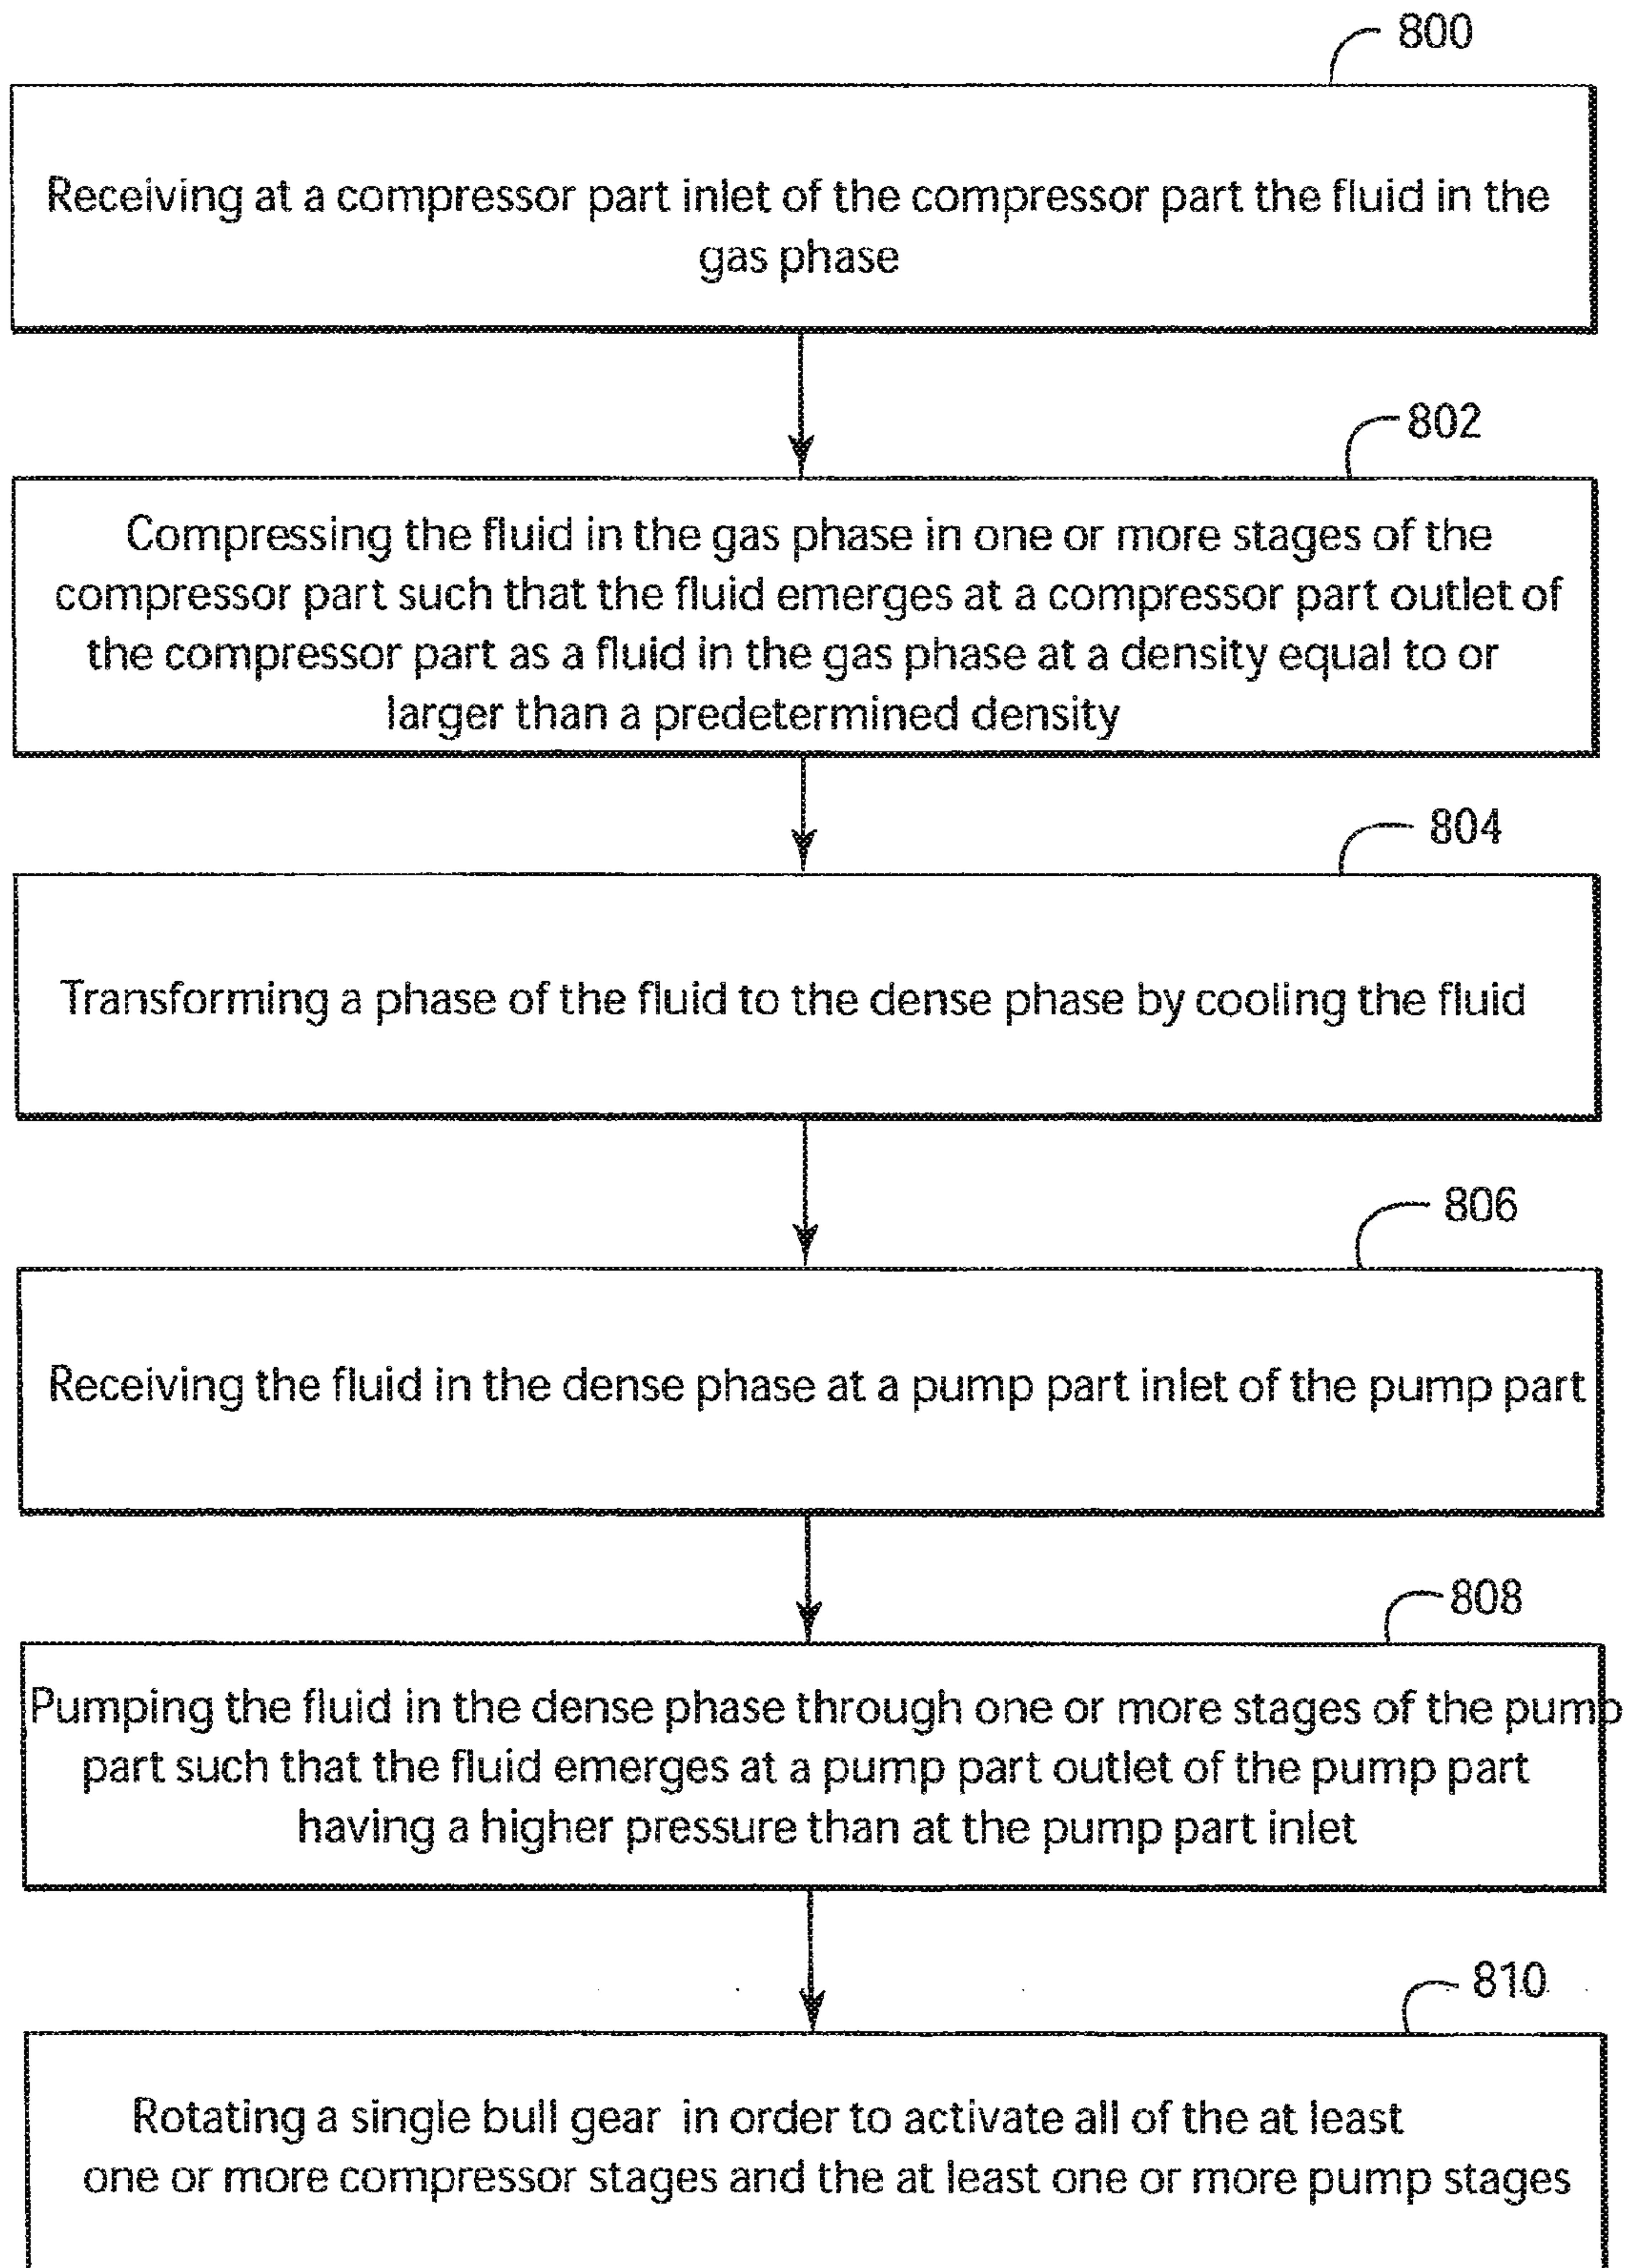 800
Receiving at a compressor part inlet of the compressor part the fluid in the
gas phase
802
Compressing the fluid in the gas phase in one or more stages of the
compressor part such that the fluid emerges at a compressor part outlet of
the compressor part as a fluid in the gas phase at a density equal to or
larger than a predetermined density
804
Transforming a phase of the fluid to the dense phase by cooling the fluid
806
Receiving the fluid in the dense phase at a pump part inlet of the pump part
808
Pumping the fluid in the dense phase through one or more stages of the pump
part such that the fluid emerges at a pump part outlet of the pump part
having a higher pressure than at the pump part inlet
810
Rotating a single bull gear in order to activate all of the at least
one or more compressor stages and the at least one or more pump stages